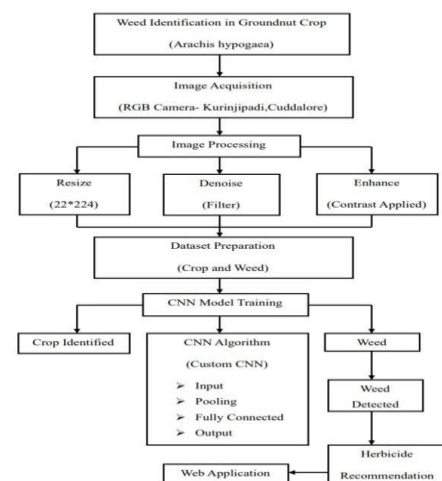 Weed Identification in Groundnut Crop
(Arachis hypogaea)
Image Acquisition
(RGB Camera- Kurinjipadi,Cuddalore)
Image Processing
Resize
(22*224)
Denoise
(Filter)
Enhance
(Contrast Applied)
Dataset Preparation
(Crop and Weed)
CNN Model Training
Crop Identified
CNN Algorithm
(Custom CNN)
➢ Input
➢ Pooling
➢ Fully Connected
➢ Output
Weed
Weed
Detected
Herbicide
Recommendation
Web Application